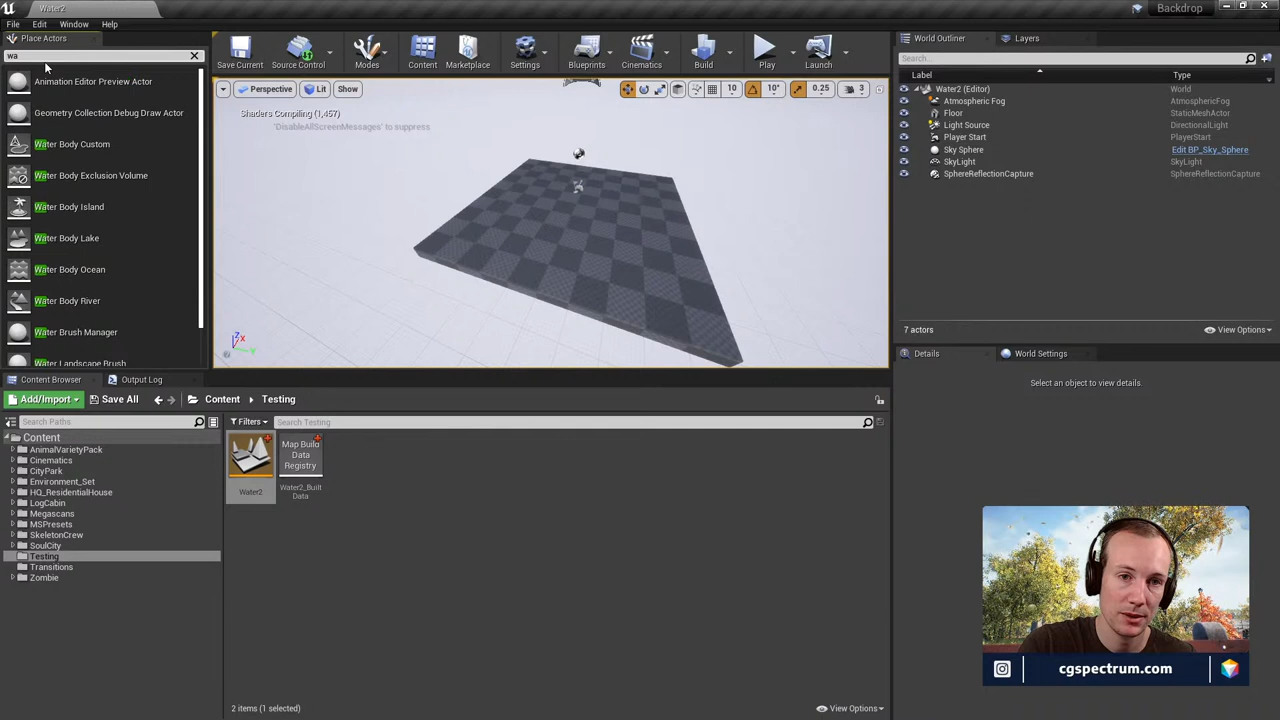 Water2
Backdrop
File Edit Window Help
Place Actors
wa
Animation Editor Preview Actor
Geometry Collection Debug Draw Actor
Water Body Custom
Water Body Exclusion Volume
Water Body Island
Water Body Lake
Water Body Ocean
Water Body River
Water Brush Manager
Water Landscape Brush
Save Current Source Control Modes Content Marketplace Settings Blueprints Cinematics Build Play Launch
Perspective Lit Show 10 10° 0.25 3
Shaders Compiling (1,457)
'DisableAllScreenMessages' to suppress
Z X Y
World Outliner Layers
Search...
Label Type
Water2 (Editor) World
Atmospheric Fog AtmosphericFog
Floor StaticMeshActor
Light Source DirectionalLight
Player Start PlayerStart
Sky Sphere Edit BP_Sky_Sphere
SkyLight SkyLight
SphereReflectionCapture SphereReflectionCapture
7 actors View Options
Details World Settings
Select an object to view details.
Content Browser Output Log
Add/Import Save All Content Testing
Search Paths Filters Search Testing
Content
AnimalVarietyPack
Cinematics
CityPark
Environment_Set
HQ_ResidentialHouse
LogCabin
Megascans
MSPresets
SkeletonCrew
SoulCity
Testing
Transitions
Zombie
Map Build
Data
Registry
Water2
Water2_Built
Data
2 items (1 selected) View Options
cgspectrum.com